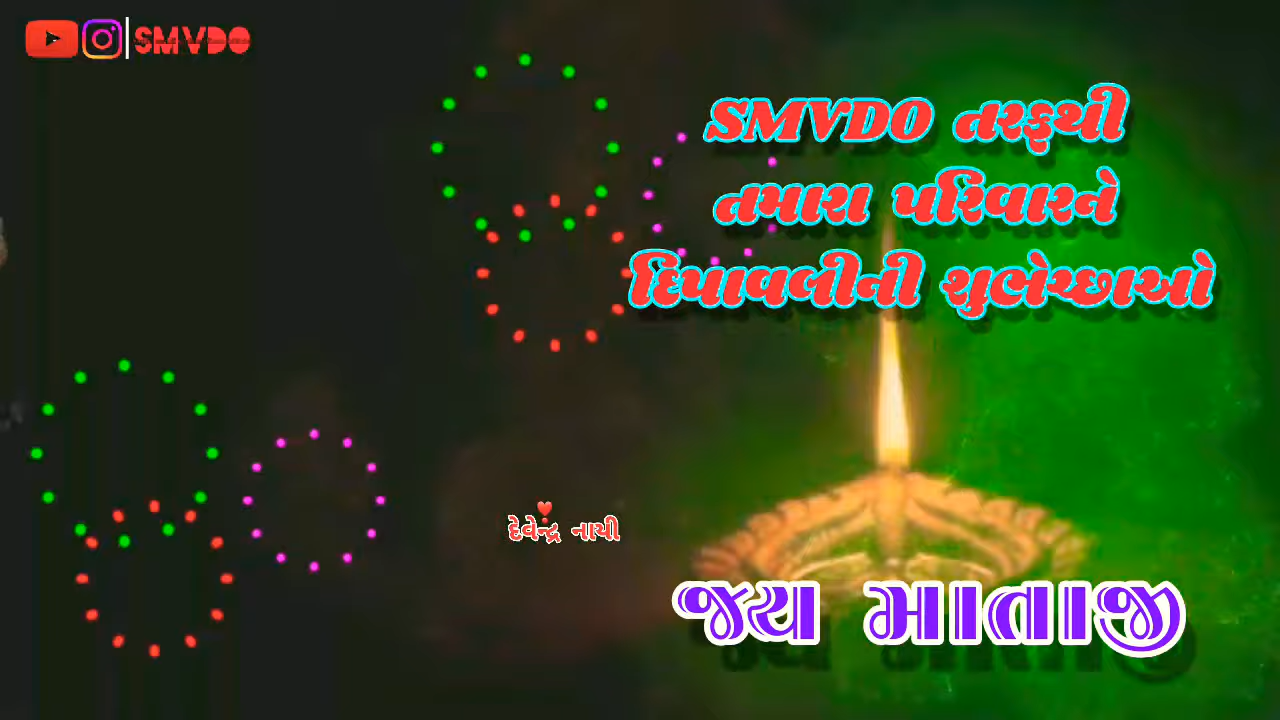 SMVDO
SMVDO તરફથી
તમારા પરિવારને
દિપાવલીની શુભેચ્છાઓ
દેવેન્દ્ર નાયી
જય માતાજી